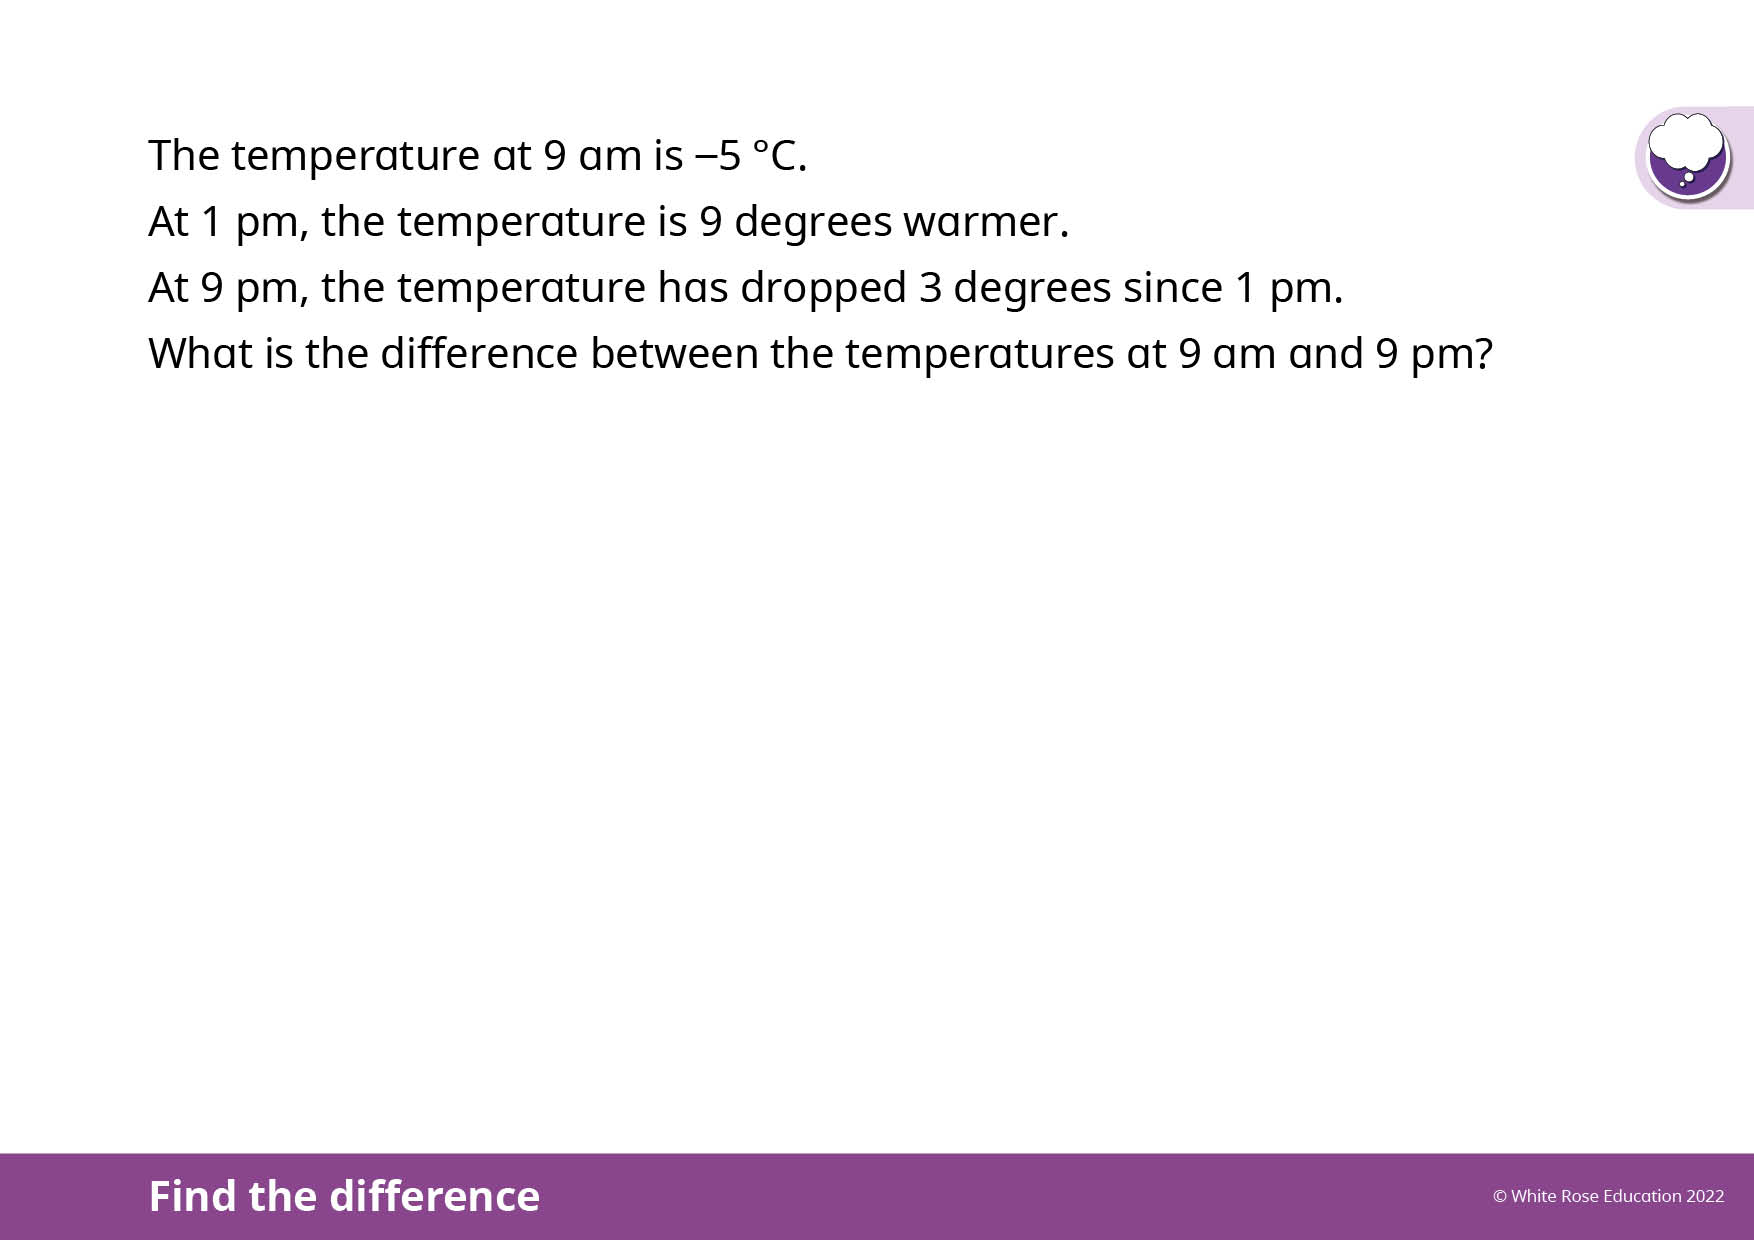 The temperature at 9 am is –5 °C.
At 1 pm, the temperature is 9 degrees warmer.
At 9 pm, the temperature has dropped 3 degrees since 1 pm.
What is the difference between the temperatures at 9 am and 9 pm?
Find the difference
© White Rose Education 2022